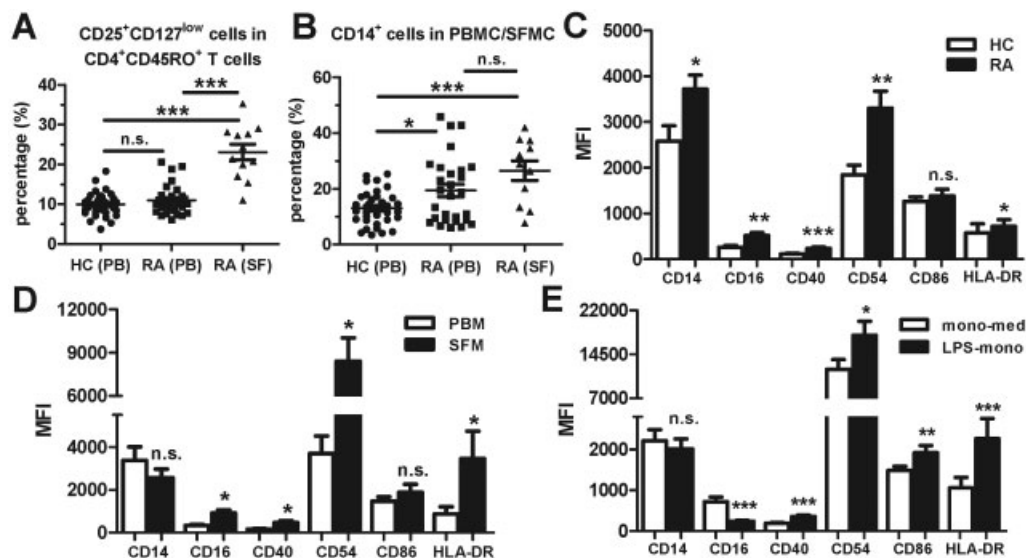 A
CD25⁺CD127ˡᵒʷ cells in
CD4⁺CD45RO⁺ T cells
percentage (%)
40
30
20
10
0
n.s.
***
***
HC (PB)
RA (PB)
RA (SF)
B
CD14⁺ cells in PBMC/SFMC
percentage (%)
60
40
20
0
n.s.
***
*
HC (PB)
RA (PB)
RA (SF)
C
HC
RA
MFI
5000
4000
3000
2000
1000
0
*
**
***
**
n.s.
*
CD14
CD16
CD40
CD54
CD86
HLA-DR
D
PBM
SFM
MFI
12000
9000
6000
4000
2000
0
n.s.
*
*
*
n.s.
*
CD14
CD16
CD40
CD54
CD86
HLA-DR
E
mono-med
LPS-mono
MFI
22000
14500
7000
2000
1000
0
n.s.
***
***
*
**
***
CD14
CD16
CD40
CD54
CD86
HLA-DR